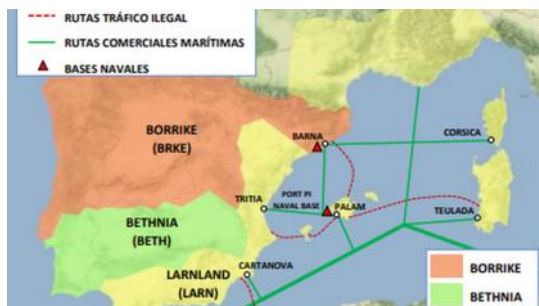 RUTAS TRÁFICO ILEGAL
RUTAS COMERCIALES MARÍTIMAS
BASES NAVALES
BORRIKE
(BRKE)
BARNA
CORSICA
TRITIA
PORT PI
NAVAL BASE
PALAM
TEULADA
BETHNIA
(BETH)
CARTANOVA
LARNLAND
(LARN)
BORRIKE
BETHNIA